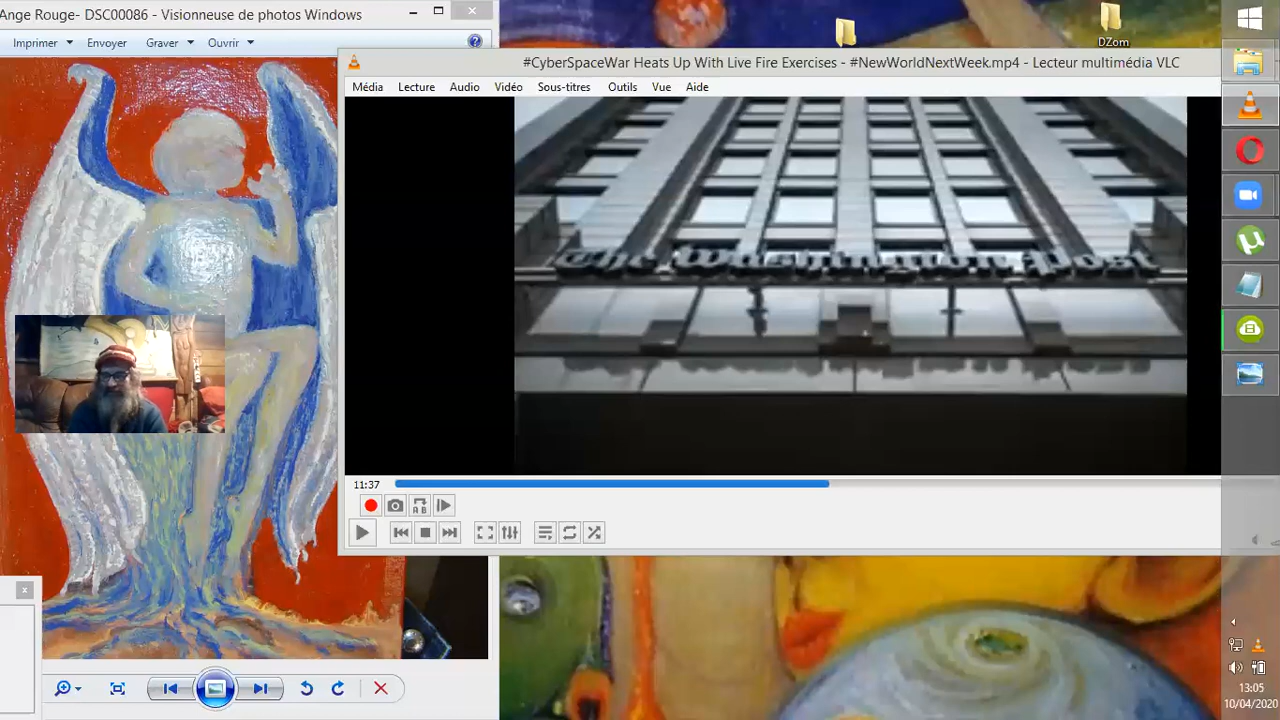 Ange Rouge- DSC00086 - Visionneuse de photos Windows
Imprimer Envoyer Graver Ouvrir
DZom
#CyberSpaceWar Heats Up With Live Fire Exercises - #NewWorldNextWeek.mp4 - Lecteur multimédia VLC
Média Lecture Audio Vidéo Sous-titres Outils Vue Aide
The Washington Post
11:37
13:05
10/04/2020